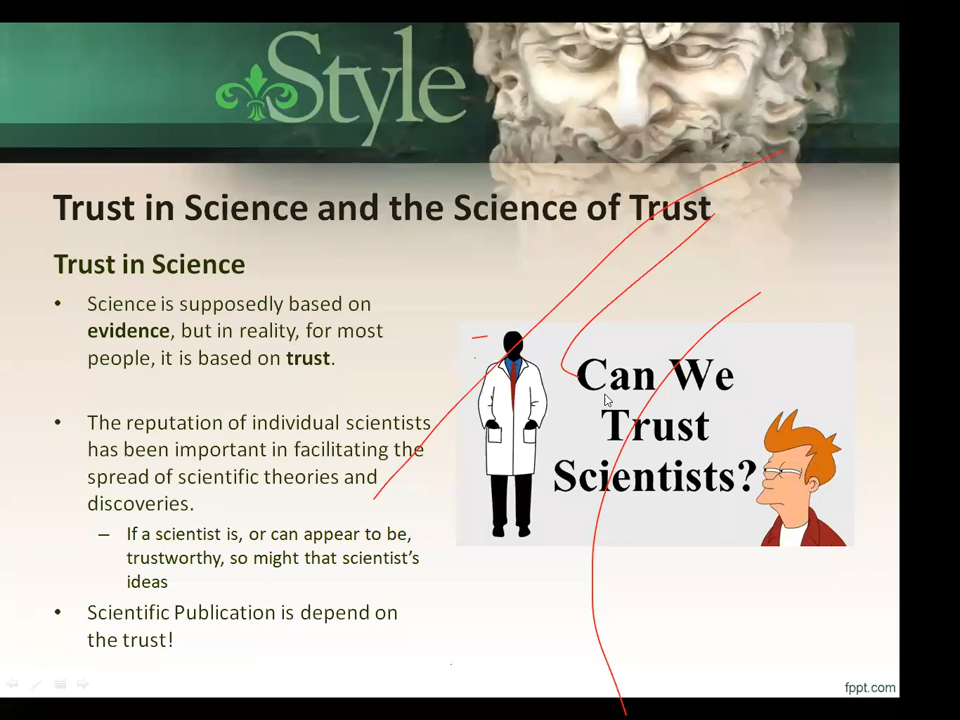 Style
Trust in Science and the Science of Trust
Trust in Science
• Science is supposedly based on
evidence, but in reality, for most
people, it is based on trust.
• The reputation of individual scientists
has been important in facilitating the
spread of scientific theories and
discoveries.
– If a scientist is, or can appear to be,
trustworthy, so might that scientist's
ideas
• Scientific Publication is depend on
the trust!
Can We
Trust
Scientists?
fppt.com